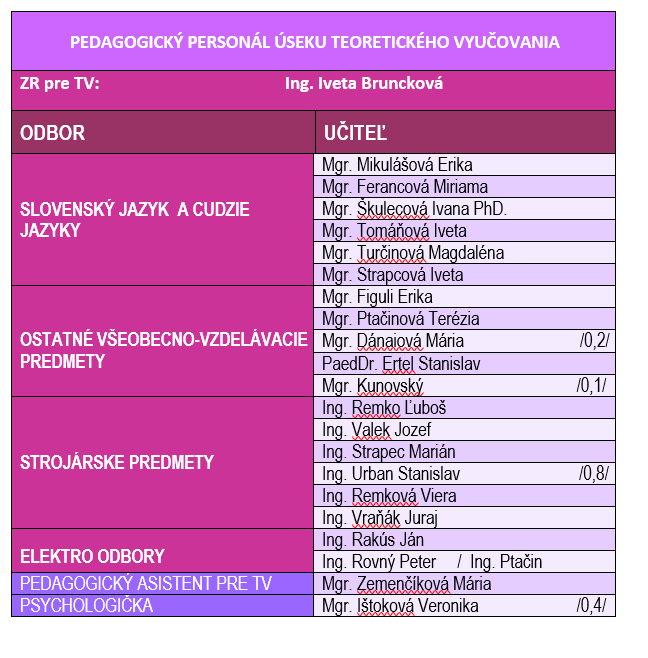 PEDAGOGICKÝ PERSONÁL ÚSEKU TEORETICKÉHO VYUČOVANIA
ZR pre TV: Ing. Iveta Bruncková
ODBOR UČITEĽ
SLOVENSKÝ JAZYK A CUDZIE
JAZYKY
Mgr. Mikulášová Erika
Mgr. Ferancová Miriama
Mgr. Škulecová Ivana PhD.
Mgr. Tomáňová Iveta
Mgr. Turčinová Magdaléna
Mgr. Strapcová Iveta
OSTATNÉ VŠEOBECNO-VZDELÁVACIE
PREDMETY
Mgr. Figuli Erika
Mgr. Ptačinová Terézia
Mgr. Dánaiová Mária /0,2/
PaedDr. Ertel Stanislav
Mgr. Kunovský /0,1/
STROJÁRSKE PREDMETY
Ing. Remko Ľuboš
Ing. Valek Jozef
Ing. Strapec Marián
Ing. Urban Stanislav /0,8/
Ing. Remková Viera
Ing. Vraňák Juraj
ELEKTRO ODBORY
Ing. Rakús Ján
Ing. Rovný Peter / Ing. Ptačin
PEDAGOGICKÝ ASISTENT PRE TV Mgr. Zemenčíková Mária
PSYCHOLOGIČKA Mgr. Ištoková Veronika /0,4/